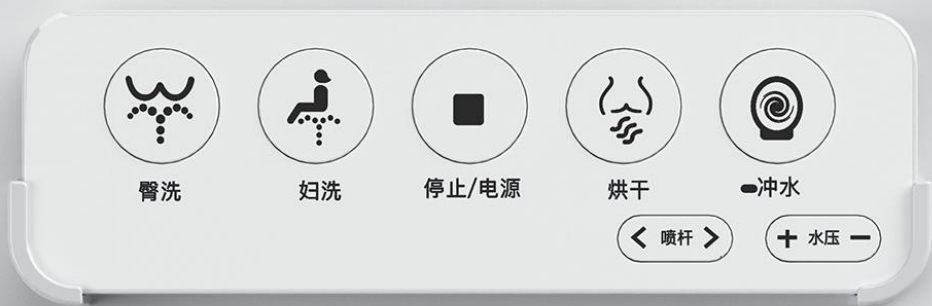 臀洗
妇洗
停止/电源
烘干
冲水
< 喷杆 >
+ 水压 −